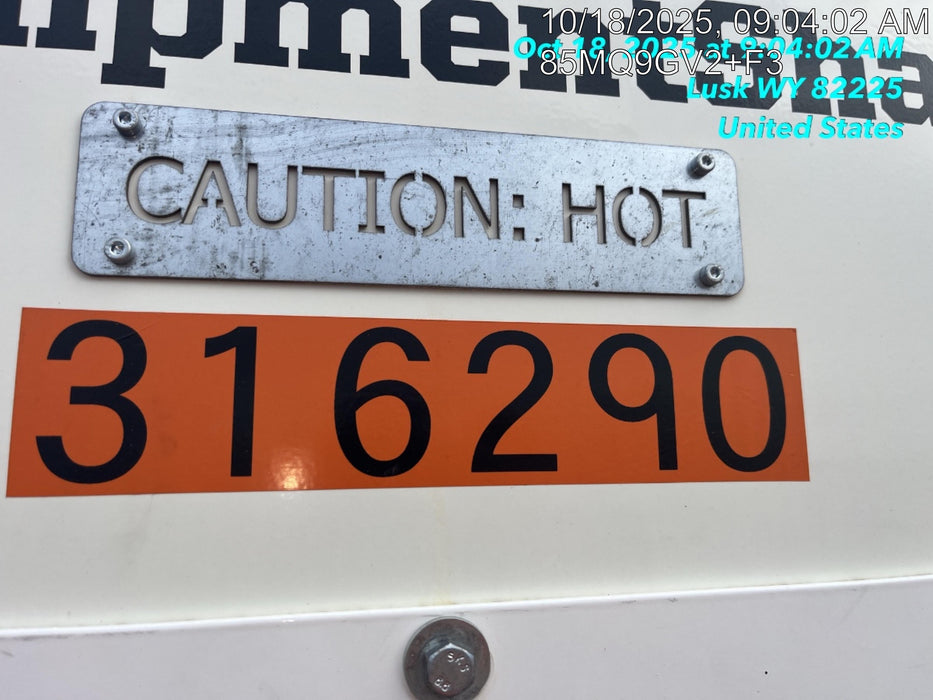 10/18/2025, 09:04:02 AM
Oct 18, 2025 at 9:04:02 AM
85MQ9GV2+F3
Lusk WY 82225
United States
CAUTION: HOT
316290